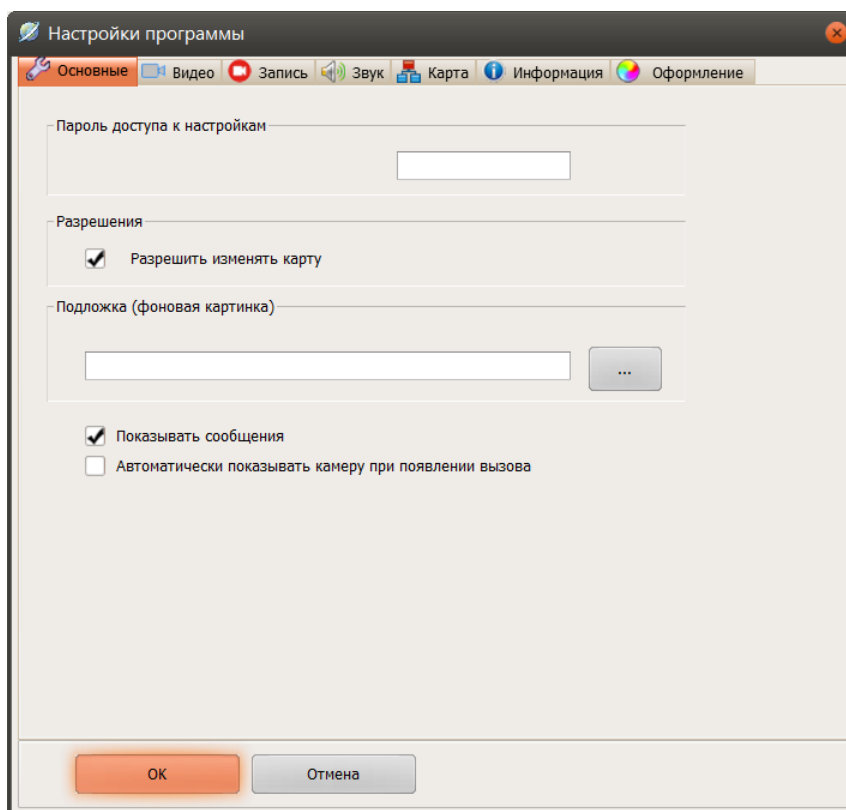 Настройки программы
Основные Видео Запись Звук Карта Информация Оформление
Пароль доступа к настройкам
Разрешения
Разрешить изменять карту
Подложка (фоновая картинка)
...
Показывать сообщения
Автоматически показывать камеру при появлении вызова
OK Отмена